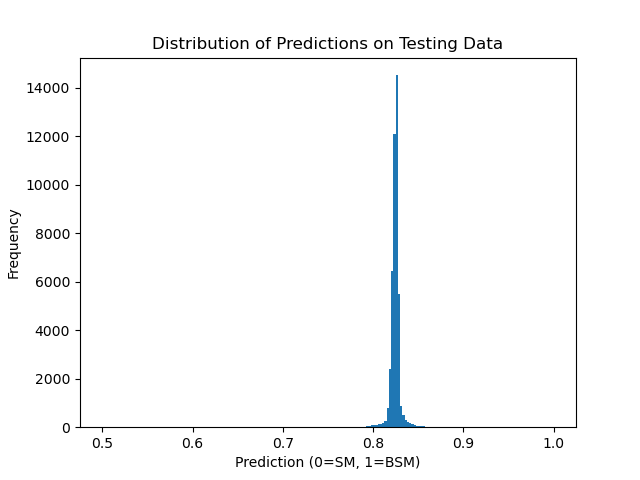 Distribution of Predictions on Testing Data
14000
12000
10000
8000
6000
4000
2000
0
Frequency
0.5 0.6 0.7 0.8 0.9 1.0
Prediction (0=SM, 1=BSM)